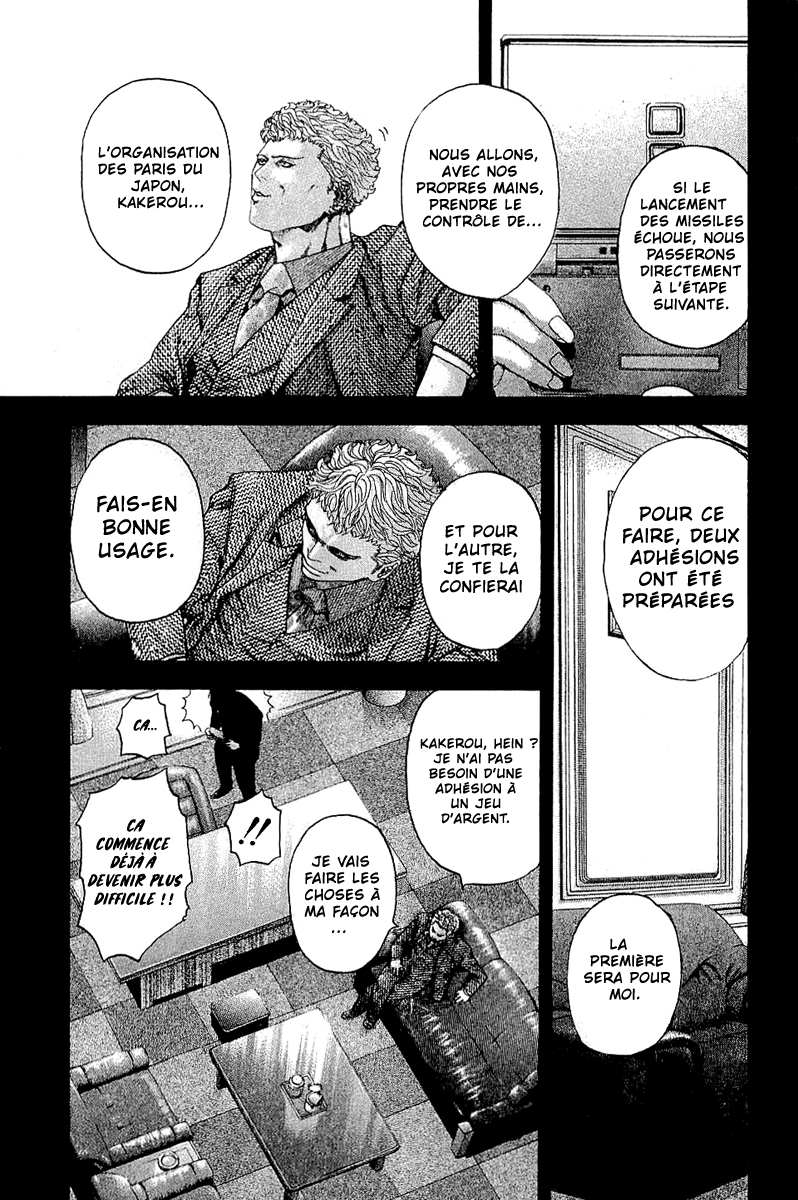 SI LE
LANCEMENT
DES MISSILES
ÉCHOUE, NOUS
PASSERONS
DIRECTEMENT
À L'ÉTAPE
SUIVANTE.
NOUS ALLONS,
AVEC NOS
PROPRES MAINS,
PRENDRE LE
CONTRÔLE DE...
L'ORGANISATION
DES PARIS DU
JAPON,
KAKEROU...
POUR CE
FAIRE, DEUX
ADHÉSIONS
ONT ÉTÉ
PRÉPARÉES
LA
PREMIÈRE
SERA POUR
MOI.
ET POUR
L'AUTRE,
JE TE LA
CONFIERAI
FAIS-EN
BONNE
USAGE.
KAKEROU, HEIN ?
JE N'AI PAS
BESOIN D'UNE
ADHÉSION
À UN JEU
D'ARGENT.
JE VAIS
FAIRE LES
CHOSES À
MA FAÇON
...
!!
CA...
CA
COMMENCE
DÉJÀ À
DEVENIR PLUS
DIFFICILE !!